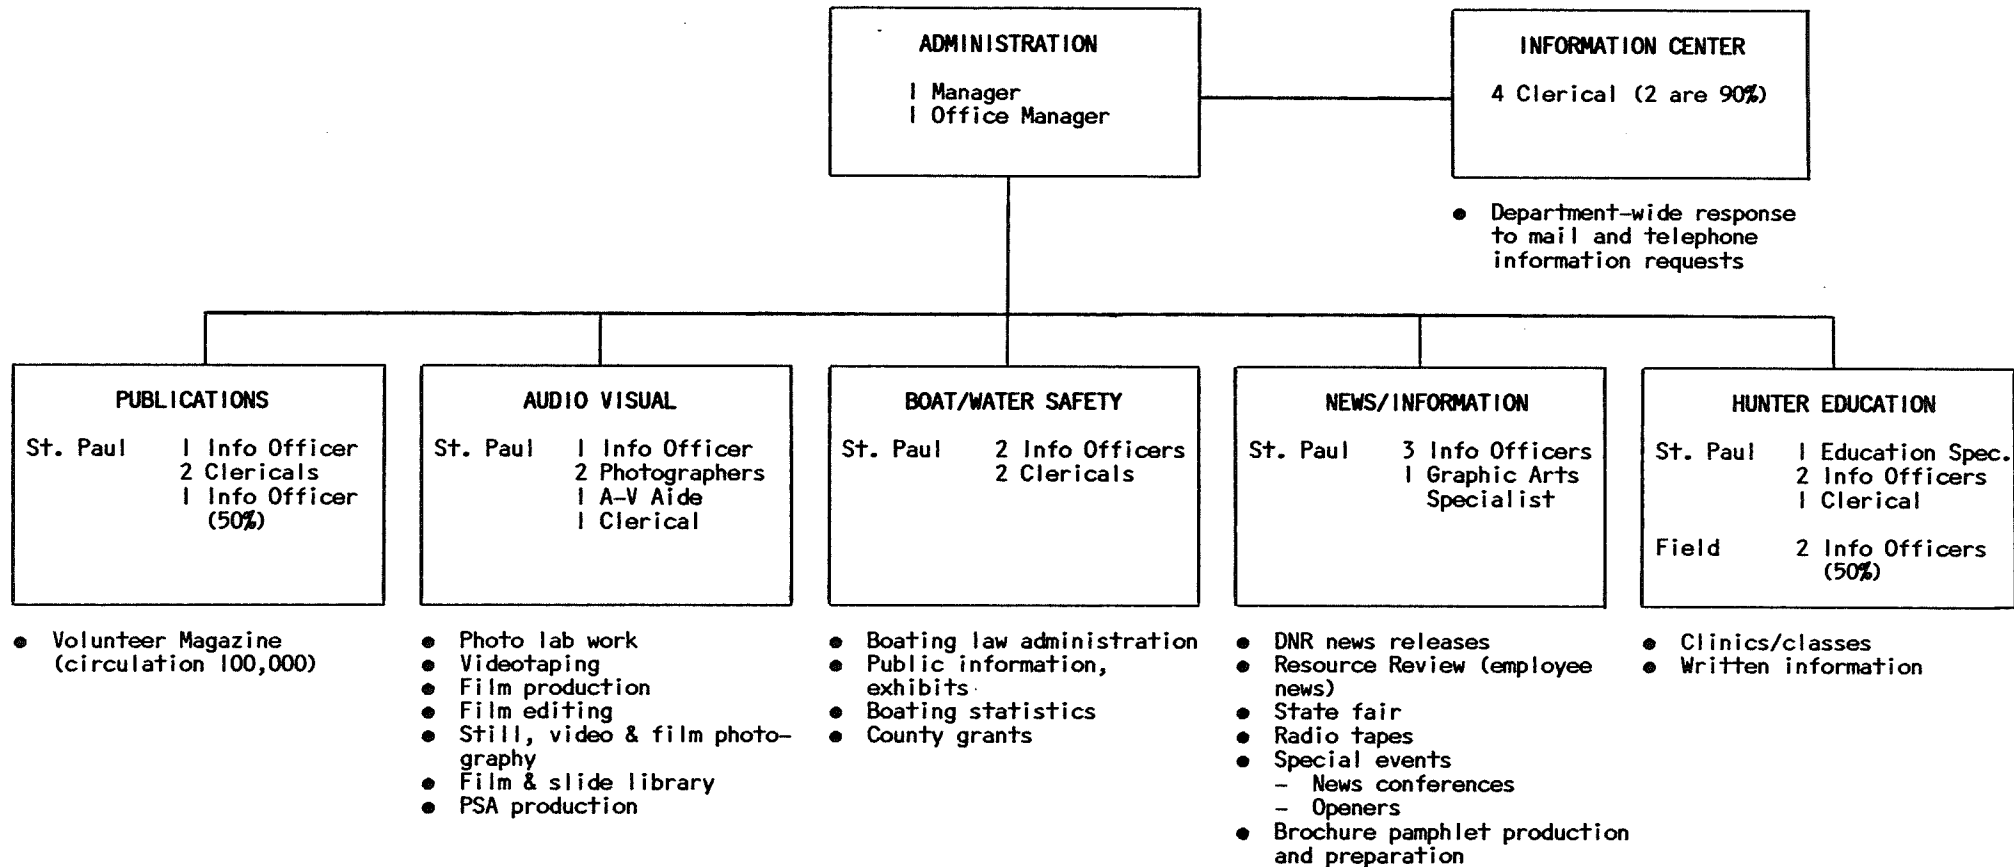 ADMINISTRATION
1 Manager
1 Office Manager
INFORMATION CENTER
4 Clerical (2 are 90%)
● Department-wide response
to mail and telephone
information requests
PUBLICATIONS
St. Paul 1 Info Officer
2 Clericals
1 Info Officer
(50%)
● Volunteer Magazine
(circulation 100,000)
AUDIO VISUAL
St. Paul 1 Info Officer
2 Photographers
1 A-V Aide
1 Clerical
● Photo lab work
● Videotaping
● Film production
● Film editing
● Still, video & film photo-
graphy
● Film & slide library
● PSA production
BOAT/WATER SAFETY
St. Paul 2 Info Officers
2 Clericals
● Boating law administration
● Public information,
exhibits
● Boating statistics
● County grants
NEWS/INFORMATION
St. Paul 3 Info Officers
1 Graphic Arts
Specialist
● DNR news releases
● Resource Review (employee
news)
● State fair
● Radio tapes
● Special events
- News conferences
- Openers
● Brochure pamphlet production
and preparation
HUNTER EDUCATION
St. Paul 1 Education Spec.
2 Info Officers
1 Clerical
Field 2 Info Officers
(50%)
● Clinics/classes
● Written information